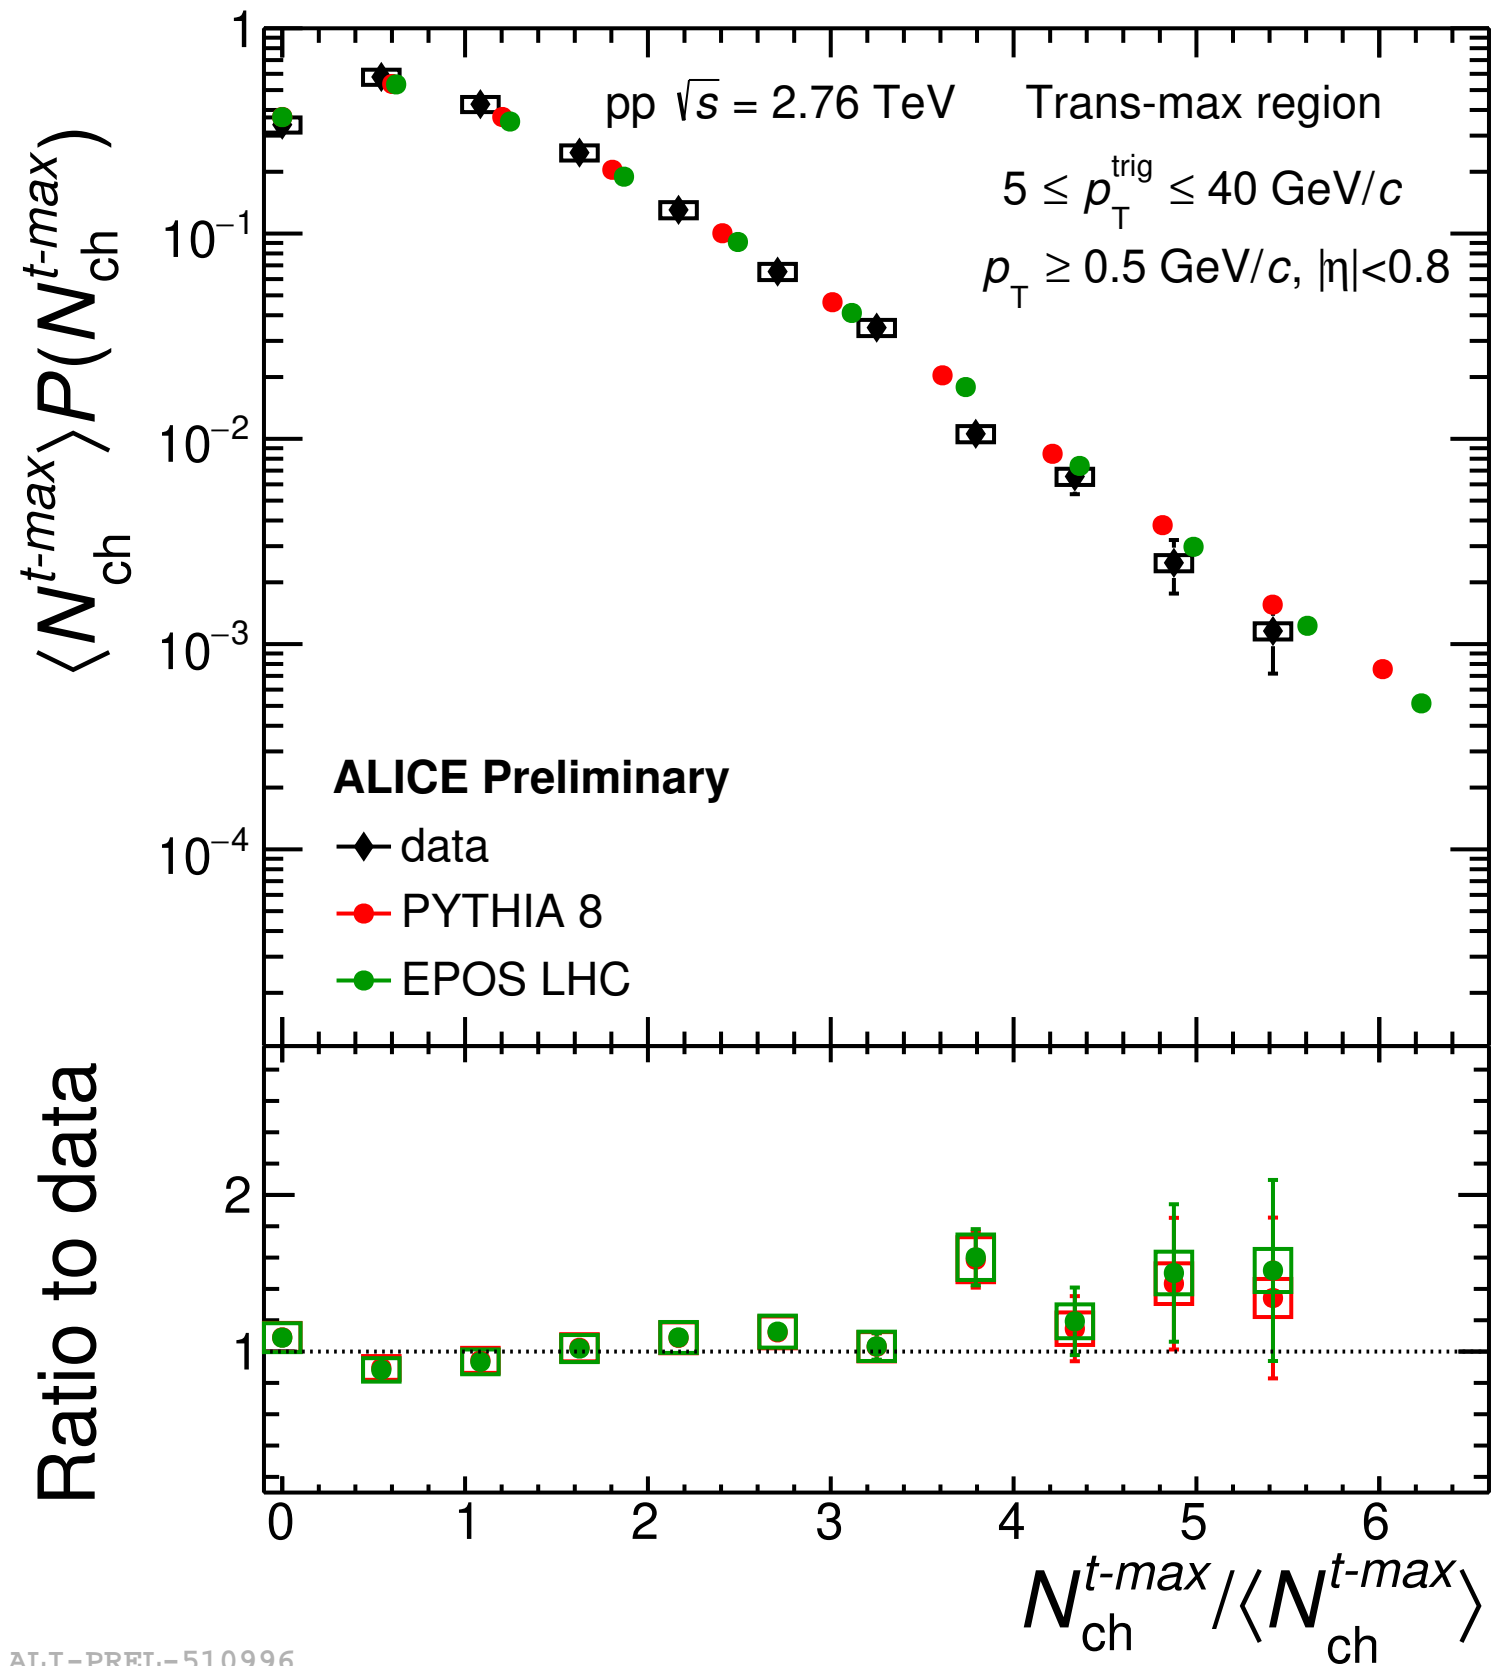 1
pp √s = 2.76 TeV Trans-max region
5 ≤ p_T^trig ≤ 40 GeV/c
p_T ≥ 0.5 GeV/c, |η|<0.8
10⁻¹
10⁻²
10⁻³
10⁻⁴
⟨N_ch^t-max⟩P(N_ch^t-max)
ALICE Preliminary
data
PYTHIA 8
EPOS LHC
Ratio to data
2
1
0 1 2 3 4 5 6
N_ch^t-max/⟨N_ch^t-max⟩
ALI-PREL-510996